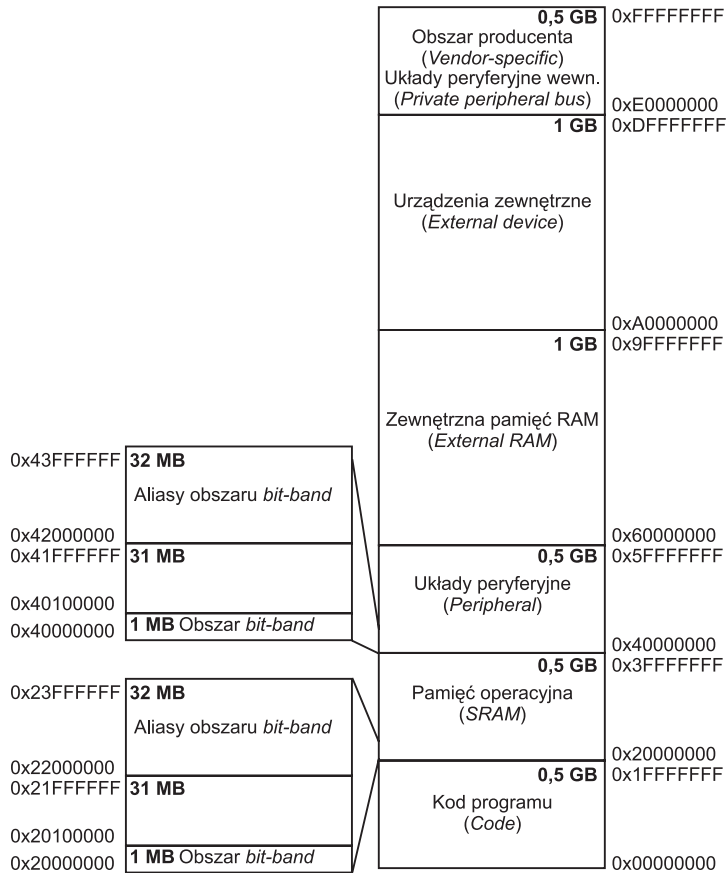 0,5 GB 0xFFFFFFFF
Obszar producenta
(Vendor-specific)
Układy peryferyjne wewn.
(Private peripheral bus) 0xE0000000
1 GB 0xDFFFFFFF
Urządzenia zewnętrzne
(External device)
0xA0000000
1 GB 0x9FFFFFFF
Zewnętrzna pamięć RAM
(External RAM)
0x60000000
0,5 GB 0x5FFFFFFF
Układy peryferyjne
(Peripheral)
0x40000000
0,5 GB 0x3FFFFFFF
Pamięć operacyjna
(SRAM)
0x20000000
0,5 GB 0x1FFFFFFF
Kod programu
(Code)
0x00000000
0x43FFFFFF 32 MB
Aliasy obszaru bit-band
0x42000000
0x41FFFFFF 31 MB
0x40100000
0x40000000 1 MB Obszar bit-band
0x23FFFFFF 32 MB
Aliasy obszaru bit-band
0x22000000
0x21FFFFFF 31 MB
0x20100000
0x20000000 1 MB Obszar bit-band